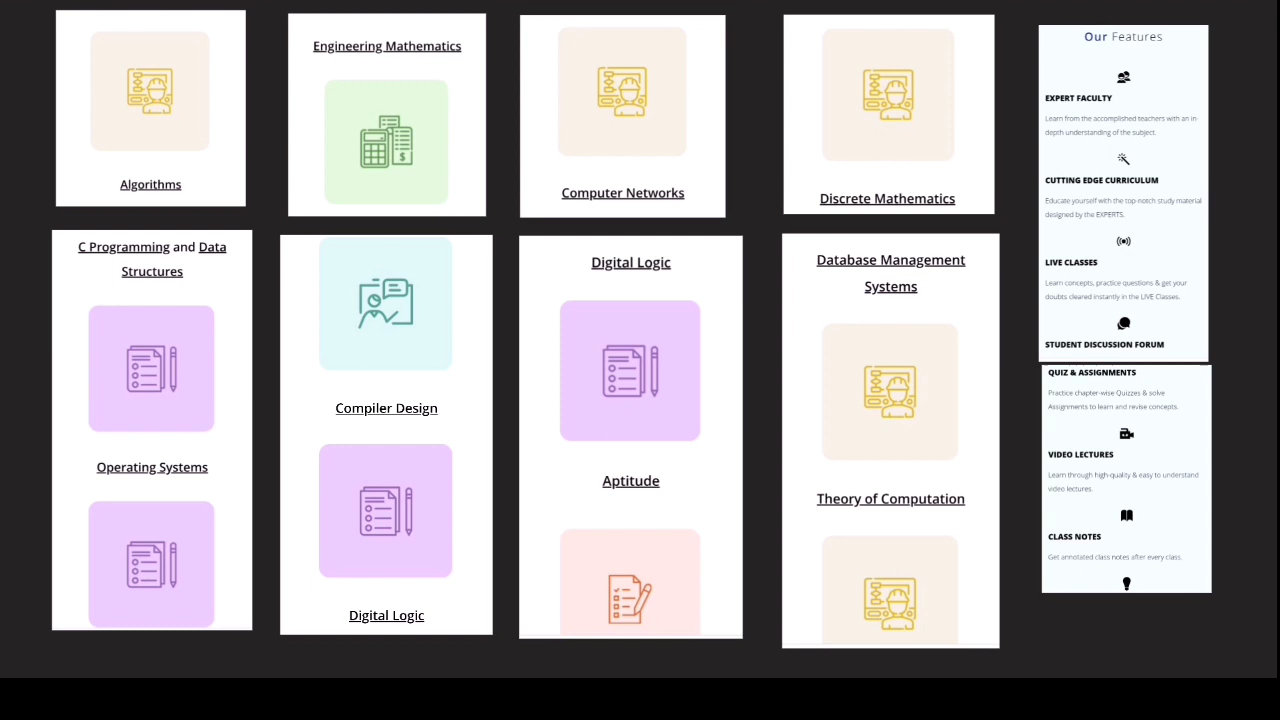 Algorithms
Engineering Mathematics
$
Computer Networks
Discrete Mathematics
C Programming and Data
Structures
Operating Systems
Compiler Design
Digital Logic
Digital Logic
Aptitude
Database Management
Systems
Theory of Computation
Our Features
EXPERT FACULTY
Learn from the accomplished teachers with an in-
depth understanding of the subject.
CUTTING EDGE CURRICULUM
Educate yourself with the top-notch study material
designed by the EXPERTS.
LIVE CLASSES
Learn concepts, practice questions & get your
doubts cleared instantly in the LIVE Classes.
STUDENT DISCUSSION FORUM
QUIZ & ASSIGNMENTS
Practice chapter-wise Quizzes & solve
Assignments to learn and revise concepts.
VIDEO LECTURES
Learn through high-quality & easy to understand
video lectures.
CLASS NOTES
Get annotated class notes after every class.